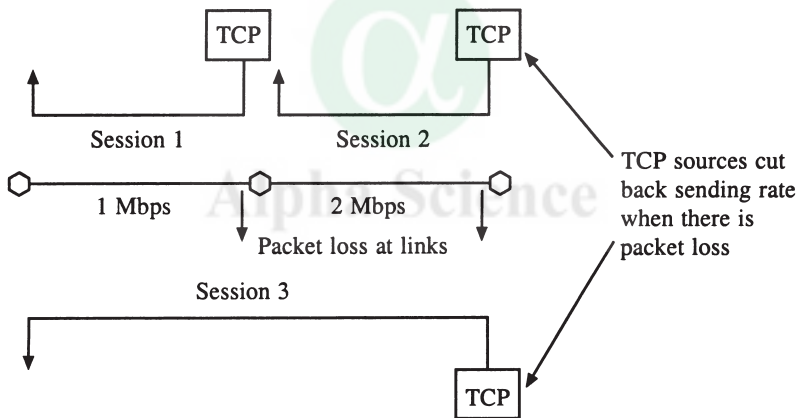 TCP
TCP
Session 1
Session 2
1 Mbps
2 Mbps
Packet loss at links
TCP sources cut
back sending rate
when there is
packet loss
Session 3
TCP
α
Alpha Science